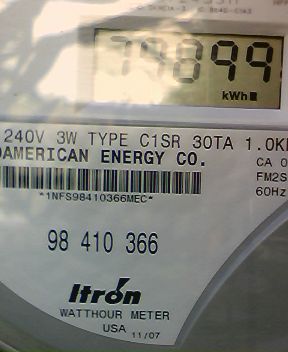 79899
kWh
240V 3W TYPE C1SR 30TA 1.0K
AMERICAN ENERGY CO.
*1NFS98410366MEC*
CA 0
FM2S
60Hz
98 410 366
Itron
WATTHOUR METER
USA 11/07